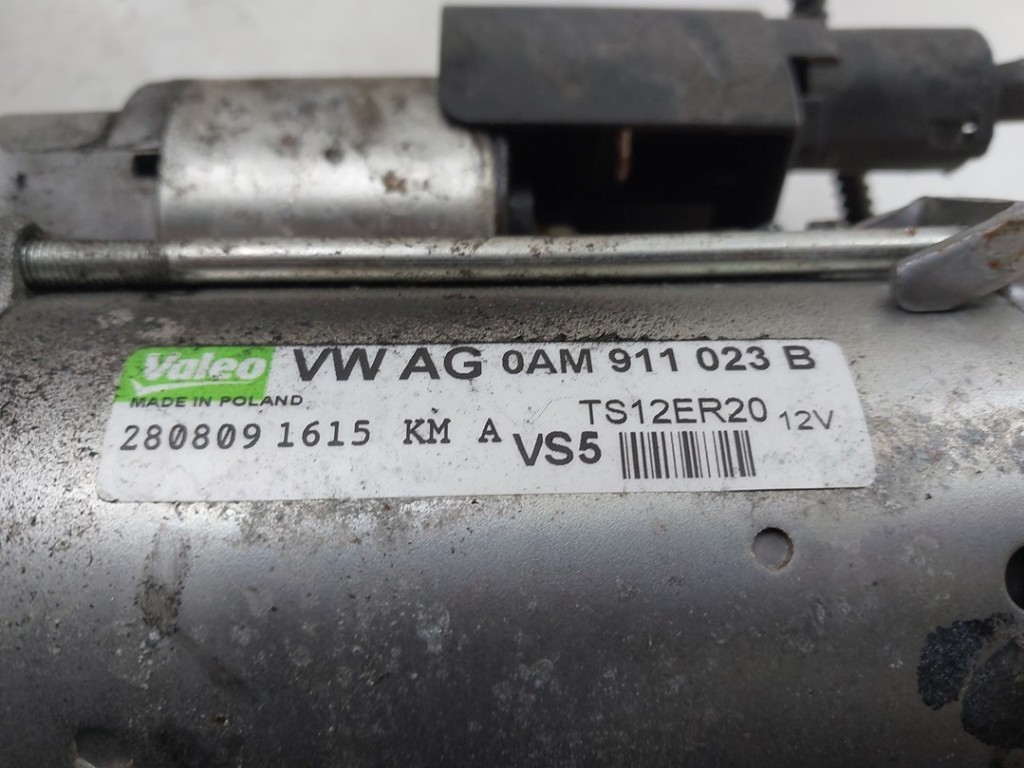 Valeo VW AG 0AM 911 023 B
MADE IN POLAND
TS12ER20 12V
280809 1615 KM A VS5